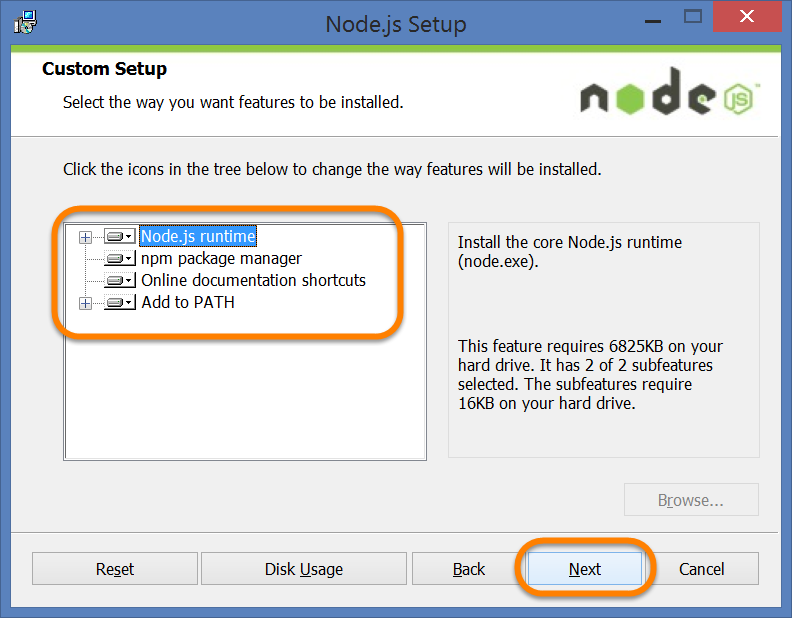 Node.js Setup
Custom Setup
Select the way you want features to be installed.
node
JS
™
Click the icons in the tree below to change the way features will be installed.
Node.js runtime
npm package manager
Online documentation shortcuts
Add to PATH
Install the core Node.js runtime
(node.exe).
This feature requires 6825KB on your
hard drive. It has 2 of 2 subfeatures
selected. The subfeatures require
16KB on your hard drive.
Browse...
Reset
Disk Usage
Back
Next
Cancel